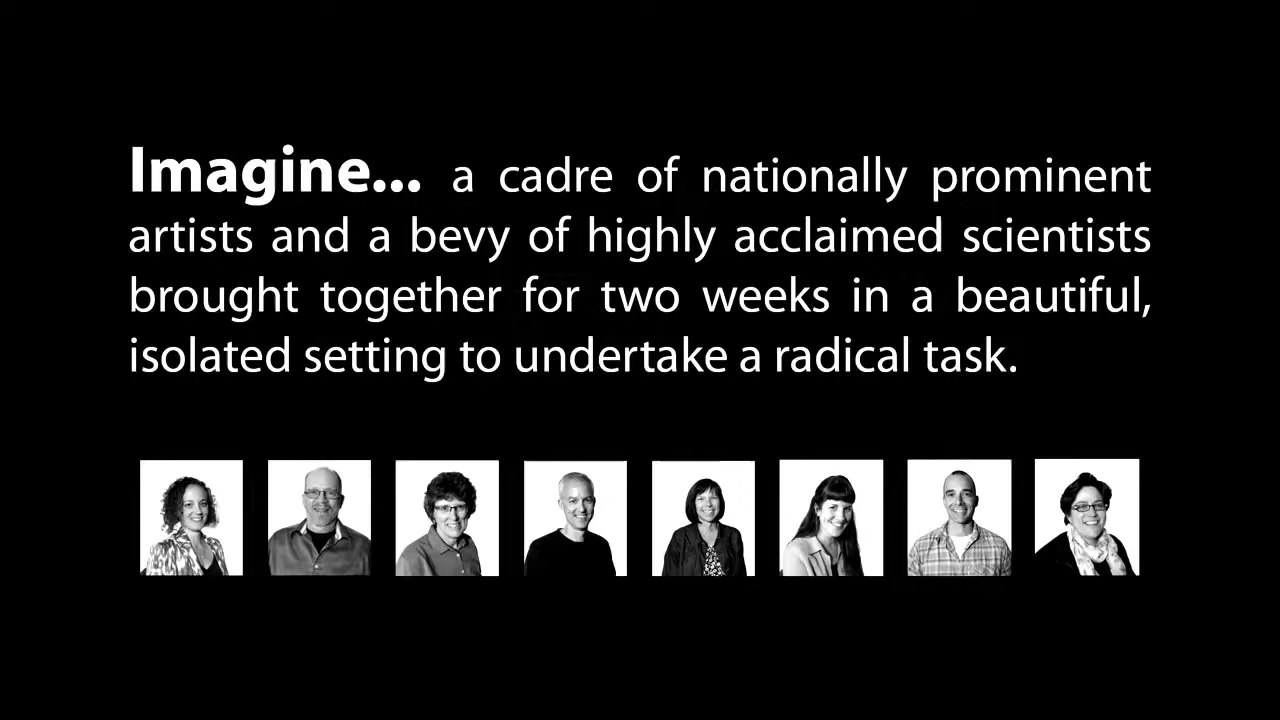 Imagine... a cadre of nationally prominent
artists and a bevy of highly acclaimed scientists
brought together for two weeks in a beautiful,
isolated setting to undertake a radical task.